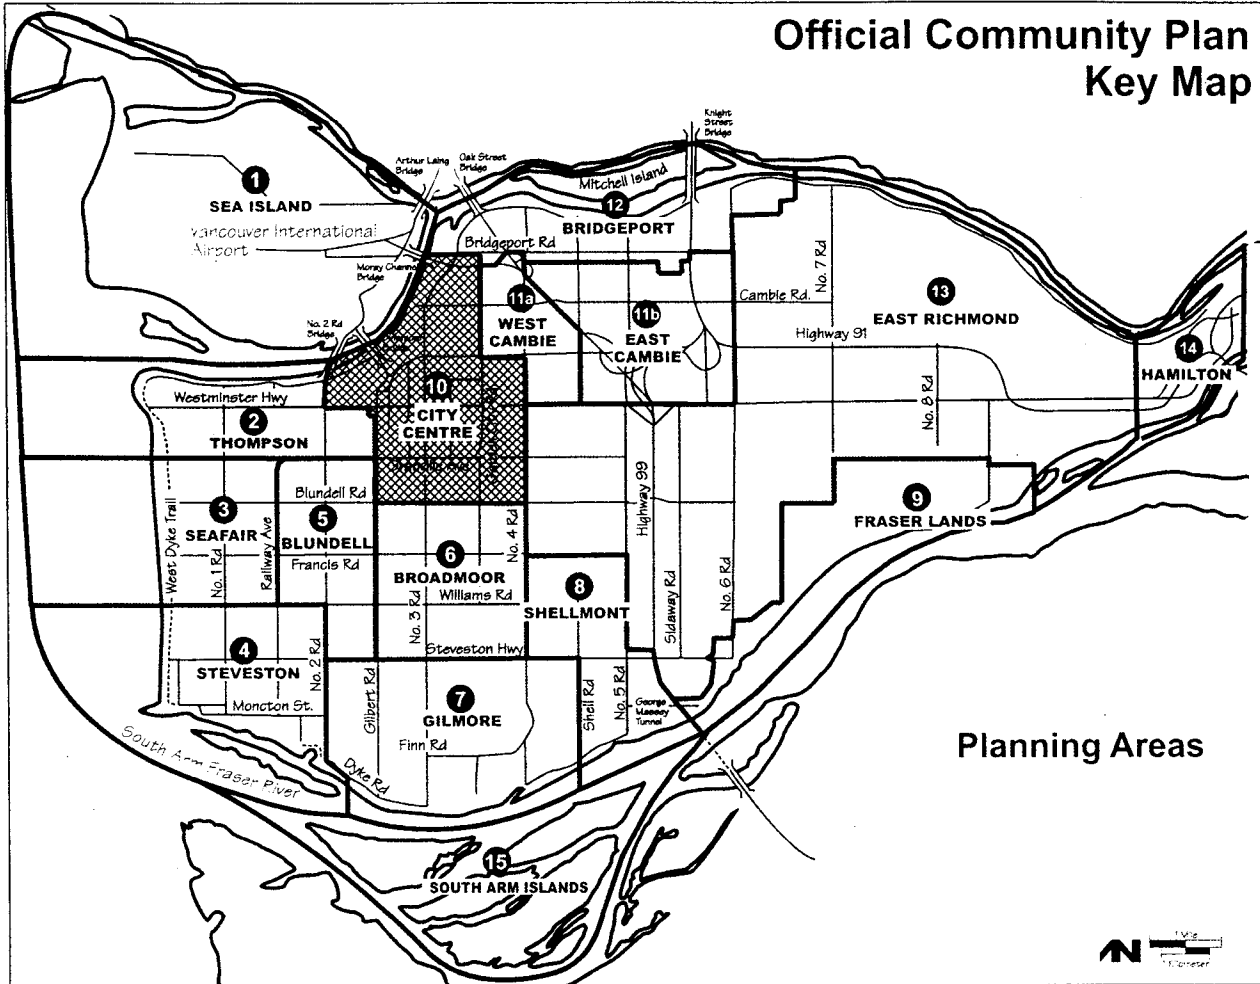 Official Community Plan
Key Map
Knight
Street
Bridge
Arthur Laing
Bridge
Oak Street
Bridge
Mitchell Island
1
SEA ISLAND
12
BRIDGEPORT
Vancouver International
Airport
Bridgeport Rd
Moray Channel
Bridge
No. 7 Rd
11a
WEST
CAMBIE
11b
EAST
CAMBIE
Cambie Rd.
13
EAST RICHMOND
No. 2 Rd
Bridge
Highway 91
14
HAMILTON
10
CITY
CENTRE
Westminster Hwy
No. 8 Rd
2
THOMPSON
Blundell Rd
Highway 99
9
FRASER LANDS
West Dyke Trail
3
SEAFAIR
No. 1 Rd
Railway Ave
5
BLUNDELL
Francis Rd
No. 4 Rd
6
BROADMOOR
Williams Rd
No. 3 Rd
8
SHELLMONT
Sidaway Rd
No. 6 Rd
4
STEVESTON
No. 2 Rd
Steveston Hwy
Moncton St.
Gilbert Rd
7
GILMORE
Finn Rd
Shell Rd
No. 5 Rd
George
Massey
Tunnel
Planning Areas
South Arm Fraser River
Dyke Rd
15
SOUTH ARM ISLANDS
N
1 Mile
1 Kilometer